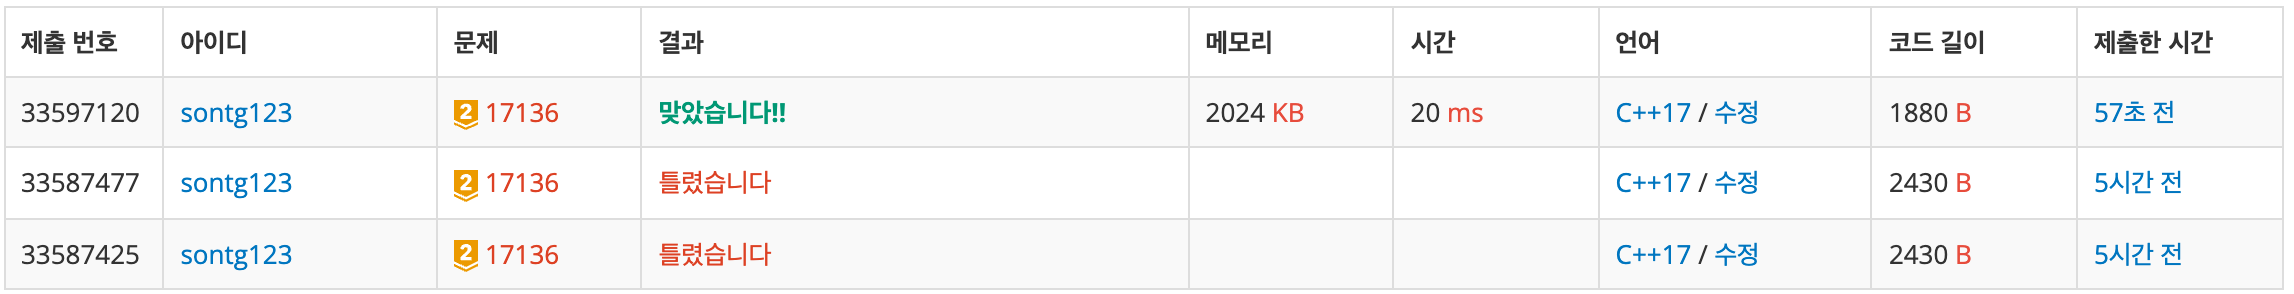 제출 번호 아이디 문제 결과 메모리 시간 언어 코드 길이 제출한 시간
33597120 sontg123 2 17136 맞았습니다!! 2024 KB 20 ms C++17 / 수정 1880 B 57초 전
33587477 sontg123 2 17136 틀렸습니다 C++17 / 수정 2430 B 5시간 전
33587425 sontg123 2 17136 틀렸습니다 C++17 / 수정 2430 B 5시간 전